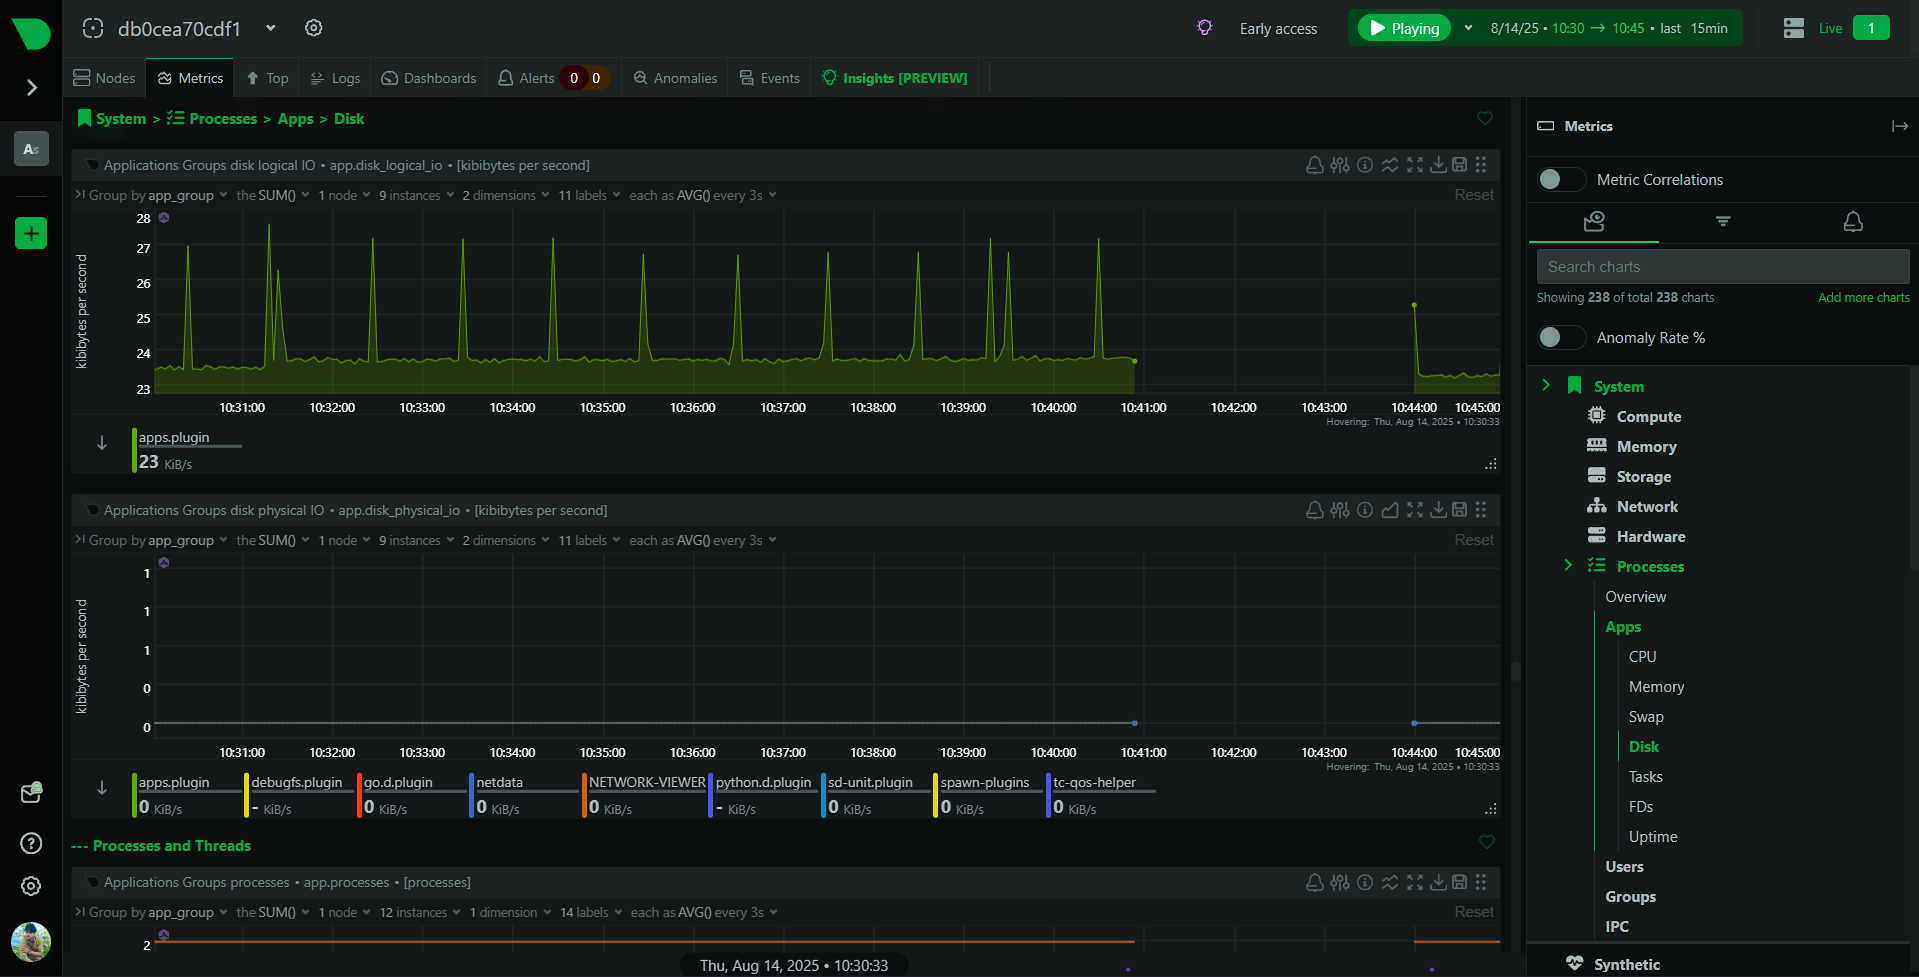 db0cea70cdf1
Early access
Playing
8/14/25 • 10:30 → 10:45 • last 15min
Live
1
Nodes
Metrics
Top
Logs
Dashboards
Alerts 0 0
Anomalies
Events
Insights [PREVIEW]
As
System > Processes > Apps > Disk
Applications Groups disk logical IO • app.disk_logical_io • [kibibytes per second]
Group by app_group the SUM() 1 node 9 instances 2 dimensions 11 labels each as AVG() every 3s
Reset
kibibytes per second
28
27
26
25
24
23
10:31:00 10:32:00 10:33:00 10:34:00 10:35:00 10:36:00 10:37:00 10:38:00 10:39:00 10:40:00 10:41:00 10:42:00 10:43:00 10:44:00 10:45:00
Hovering: Thu, Aug 14, 2025 • 10:30:33
apps.plugin
23 KiB/s
Applications Groups disk physical IO • app.disk_physical_io • [kibibytes per second]
Group by app_group the SUM() 1 node 9 instances 2 dimensions 11 labels each as AVG() every 3s
Reset
kibibytes per second
1
1
1
0
0
10:31:00 10:32:00 10:33:00 10:34:00 10:35:00 10:36:00 10:37:00 10:38:00 10:39:00 10:40:00 10:41:00 10:42:00 10:43:00 10:44:00 10:45:00
Hovering: Thu, Aug 14, 2025 • 10:30:33
apps.plugin debugfs.plugin go.d.plugin netdata NETWORK-VIEWER python.d.plugin sd-unit.plugin spawn-plugins tc-qos-helper
0 KiB/s - KiB/s 0 KiB/s 0 KiB/s 0 KiB/s - KiB/s 0 KiB/s 0 KiB/s 0 KiB/s
--- Processes and Threads
Applications Groups processes • app.processes • [processes]
Group by app_group the SUM() 1 node 12 instances 1 dimension 14 labels each as AVG() every 3s
Reset
2
Thu, Aug 14, 2025 • 10:30:33
Metrics
Metric Correlations
Search charts
Showing 238 of total 238 charts
Add more charts
Anomaly Rate %
System
Compute
Memory
Storage
Network
Hardware
Processes
Overview
Apps
CPU
Memory
Swap
Disk
Tasks
FDs
Uptime
Users
Groups
IPC
Synthetic